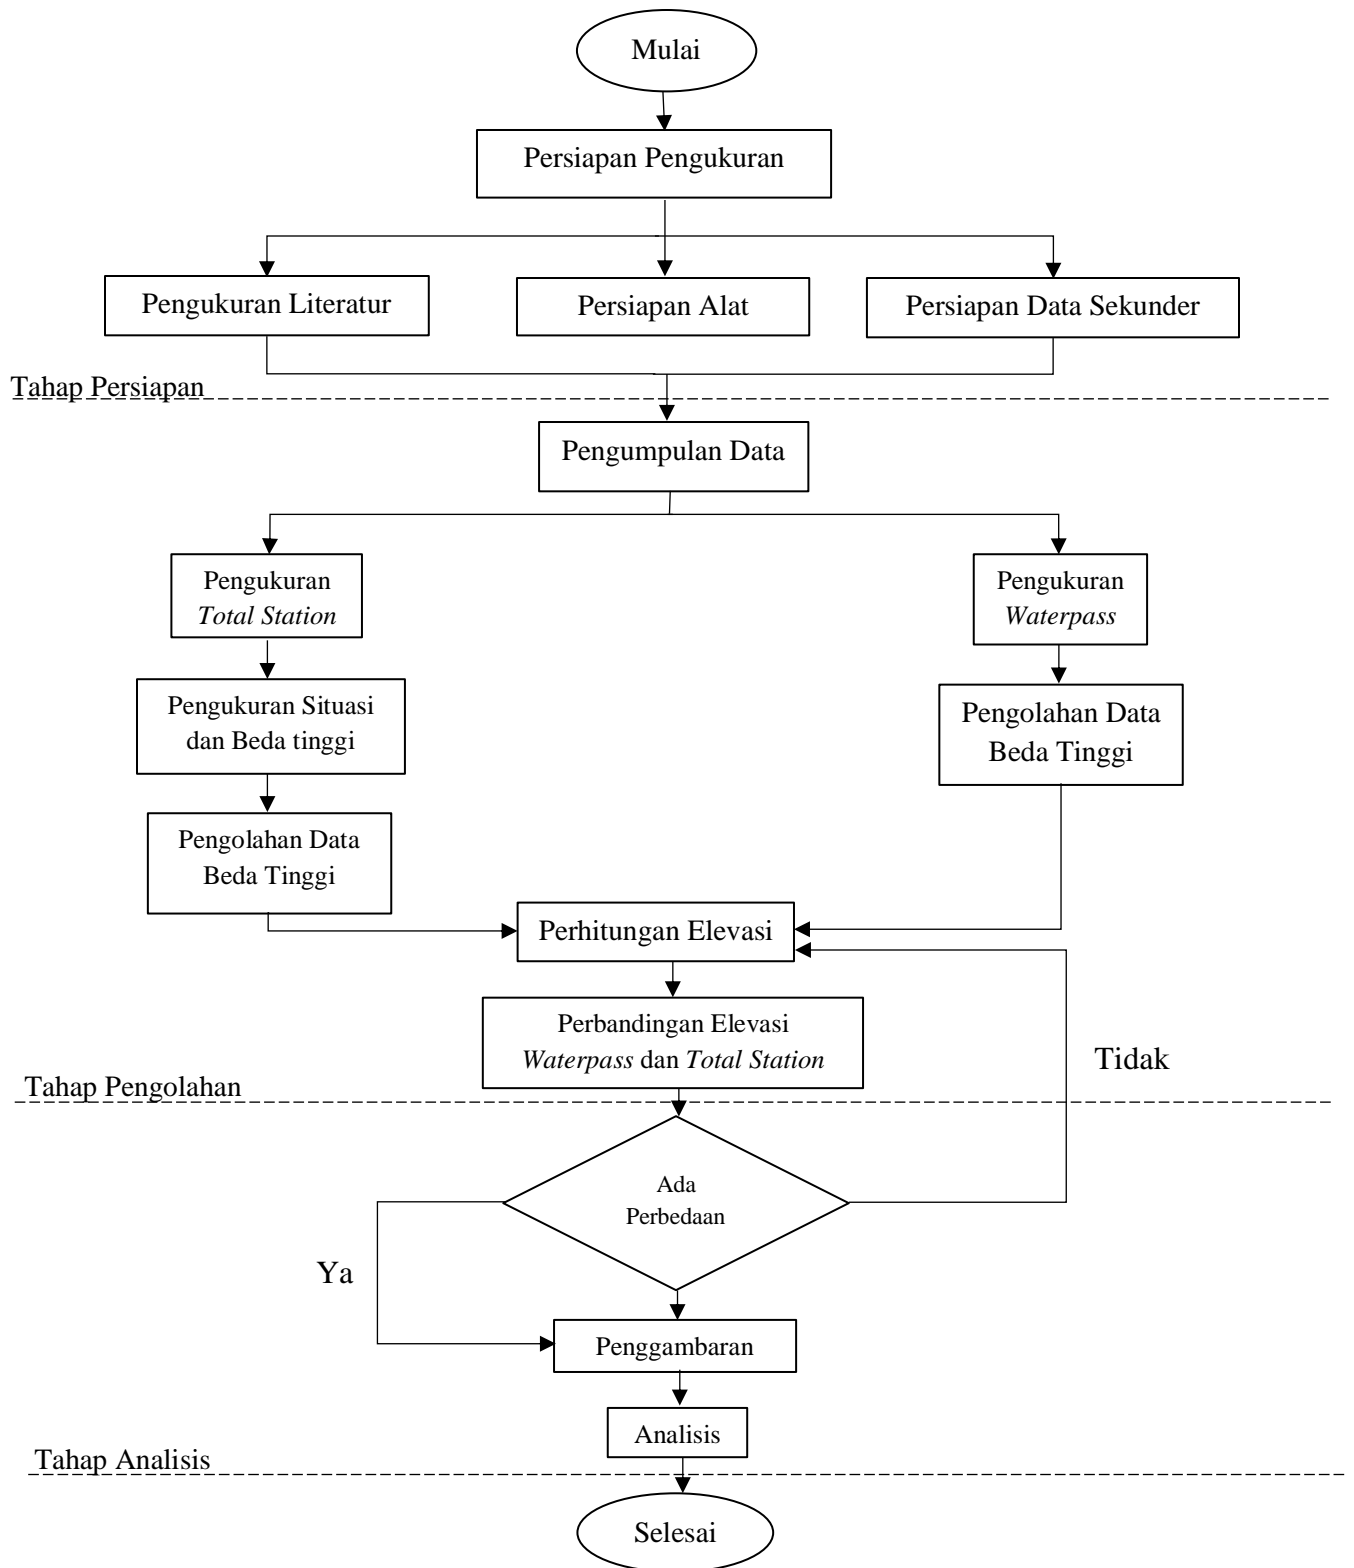 Mulai
Persiapan Pengukuran
Pengukuran Literatur
Persiapan Alat
Persiapan Data Sekunder
Tahap Persiapan
Pengumpulan Data
Pengukuran
Total Station
Pengukuran
Waterpass
Pengukuran Situasi
dan Beda tinggi
Pengolahan Data
Beda Tinggi
Pengolahan Data
Beda Tinggi
Perhitungan Elevasi
Perbandingan Elevasi
Waterpass dan Total Station
Tidak
Tahap Pengolahan
Ada
Perbedaan
Ya
Penggambaran
Analisis
Tahap Analisis
Selesai